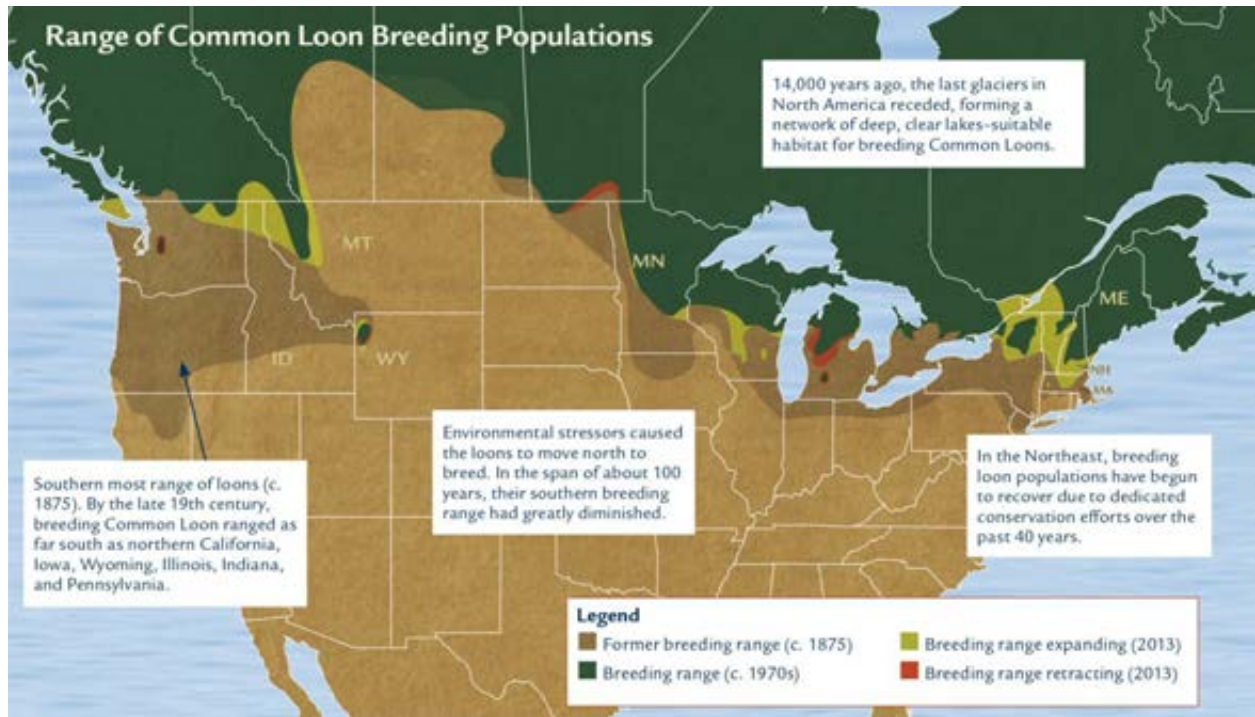 Range of Common Loon Breeding Populations
14,000 years ago, the last glaciers in
North America receded, forming a
network of deep, clear lakes–suitable
habitat for breeding Common Loons.
MT
MN
ME
ID
WY
NH
MA
Environmental stressors caused
the loons to move north to
breed. In the span of about 100
years, their southern breeding
range had greatly diminished.
In the Northeast, breeding
loon populations have begun
to recover due to dedicated
conservation efforts over the
past 40 years.
Southern most range of loons (c.
1875). By the late 19th century,
breeding Common Loon ranged as
far south as northern California,
Iowa, Wyoming, Illinois, Indiana,
and Pennsylvania.
Legend
Former breeding range (c. 1875)
Breeding range (c. 1970s)
Breeding range expanding (2013)
Breeding range retracting (2013)